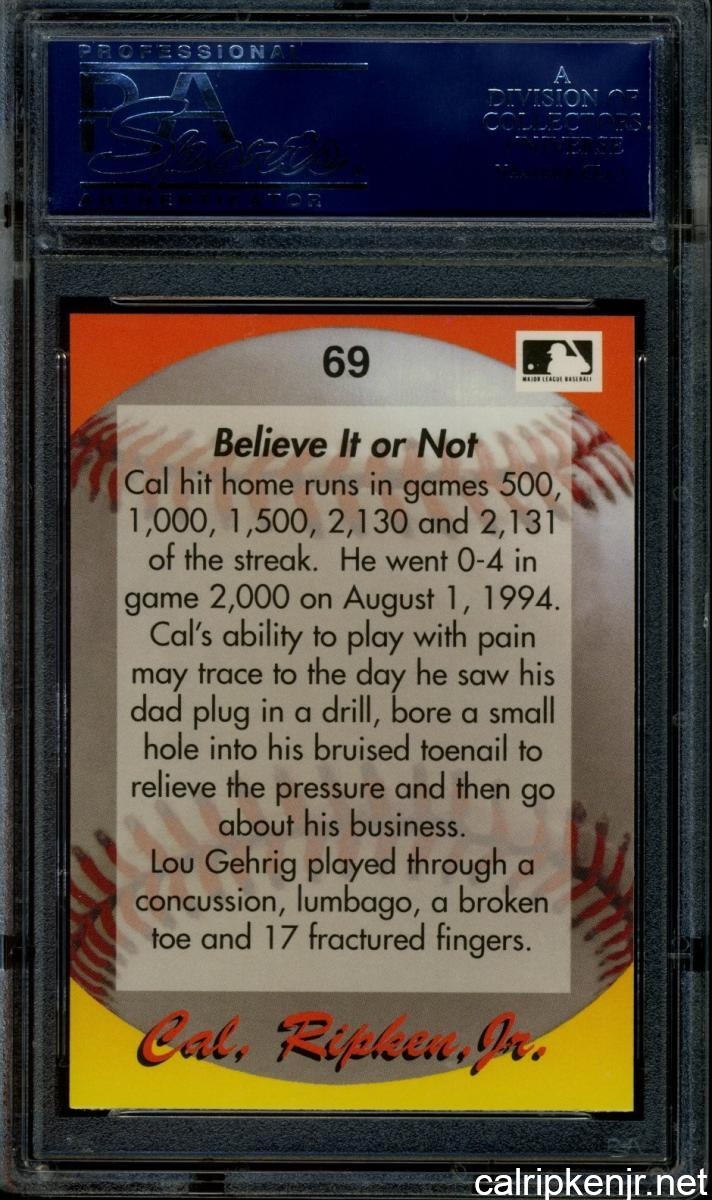 PROFESSIONAL
PSA
Sports
AUTHENTICATOR
A
DIVISION OF
COLLECTORS
UNIVERSE
69
MAJOR LEAGUE BASEBALL
Believe It or Not
Cal hit home runs in games 500,
1,000, 1,500, 2,130 and 2,131
of the streak. He went 0-4 in
game 2,000 on August 1, 1994.
Cal's ability to play with pain
may trace to the day he saw his
dad plug in a drill, bore a small
hole into his bruised toenail to
relieve the pressure and then go
about his business.
Lou Gehrig played through a
concussion, lumbago, a broken
toe and 17 fractured fingers.
Cal, Ripken, Jr.
PSA
calripkenjr.net